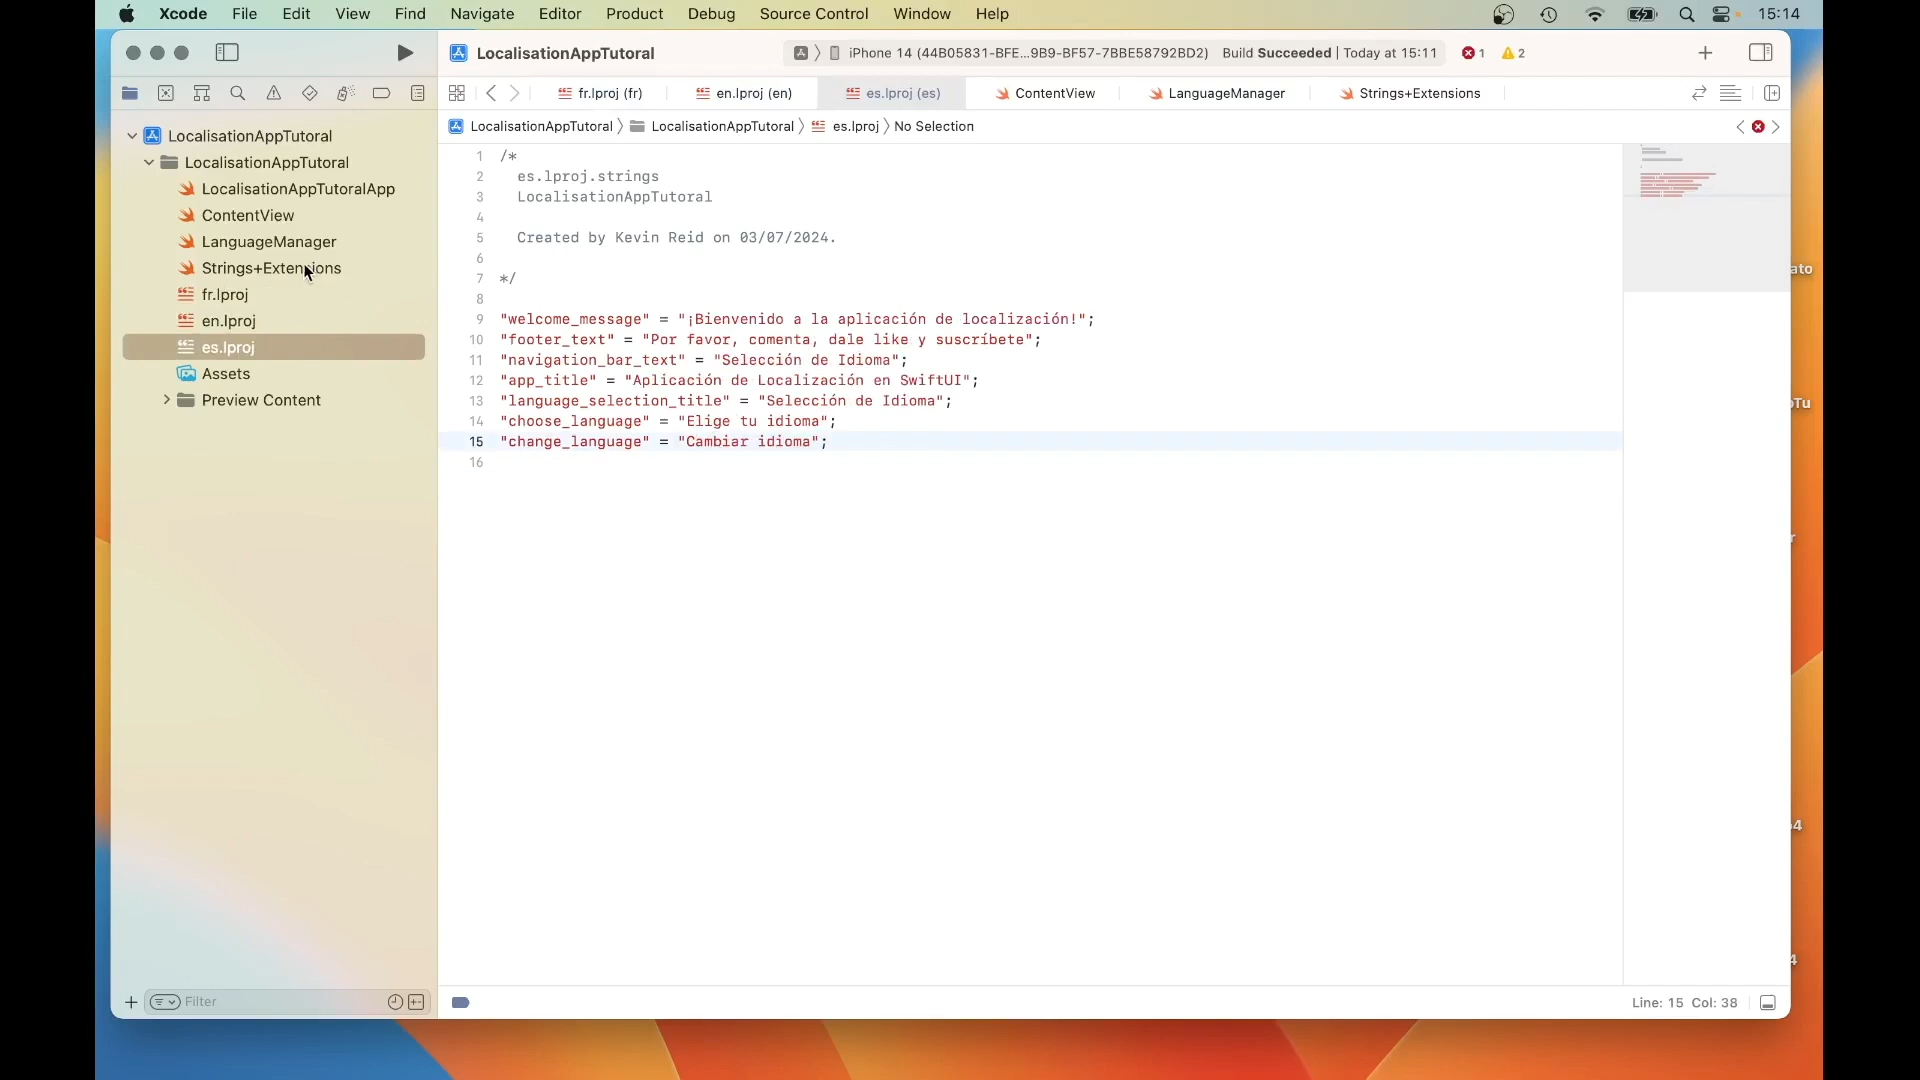 Xcode File Edit View Find Navigate Editor Product Debug Source Control Window Help 15:14
LocalisationAppTutoral
iPhone 14 (44B05831-BFE...9B9-BF57-7BBE58792BD2) Build Succeeded | Today at 15:11 1 2
fr.lproj (fr) en.lproj (en) es.lproj (es) ContentView LanguageManager Strings+Extensions
LocalisationAppTutoral LocalisationAppTutoral es.lproj No Selection
LocalisationAppTutoral
LocalisationAppTutoral
LocalisationAppTutoralApp
ContentView
LanguageManager
Strings+Extensions
fr.lproj
en.lproj
es.lproj
Assets
Preview Content
Filter
1 /*
2 es.lproj.strings
3 LocalisationAppTutoral
4
5 Created by Kevin Reid on 03/07/2024.
6
7 */
8
9 "welcome_message" = "¡Bienvenido a la aplicación de localización!";
10 "footer_text" = "Por favor, comenta, dale like y suscríbete";
11 "navigation_bar_text" = "Selección de Idioma";
12 "app_title" = "Aplicación de Localización en SwiftUI";
13 "language_selection_title" = "Selección de Idioma";
14 "choose_language" = "Elige tu idioma";
15 "change_language" = "Cambiar idioma";
16
Line: 15 Col: 38